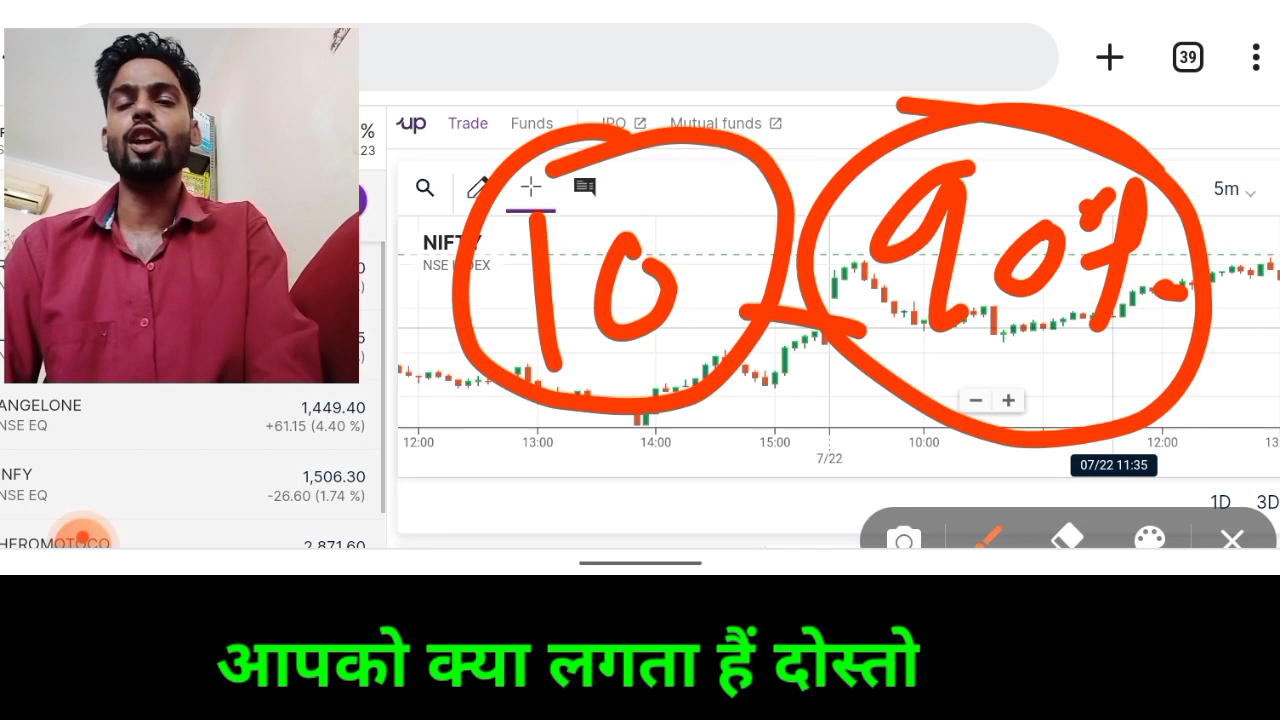 39
%
23
up Trade Funds IPO Mutual funds
5m
10 90%
NIFTY
NSE INDEX
ANGELONE 1,449.40
NSE EQ +61.15 (4.40 %)
NFY 1,506.30
NSE EQ -26.60 (1.74 %)
HEROMOTOCO 2,871.60
12:00 13:00 14:00 15:00 10:00 12:00 13
7/22
07/22 11:35
1D 3D
आपको क्या लगता हैं दोस्तो